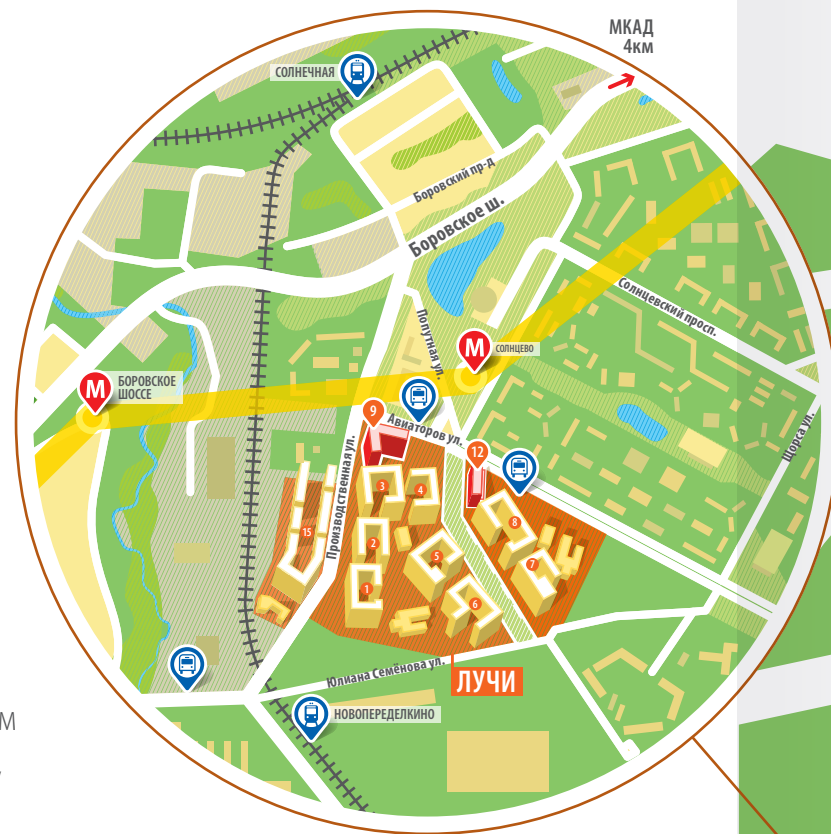 МКАД
4км
СОЛНЕЧНАЯ
Боровский пр-д
Боровское ш.
Солнцевский просп.
Попутная ул.
М
СОЛНЦЕВО
М
БОРОВСКОЕ
ШОССЕ
9
Авиаторов ул.
Щорса ул.
12
Производственная ул.
3
4
8
15
2
5
7
1
6
Юлиана Семёнова ул.
ЛУЧИ
НОВОПЕРЕДЕЛКИНО
М
,